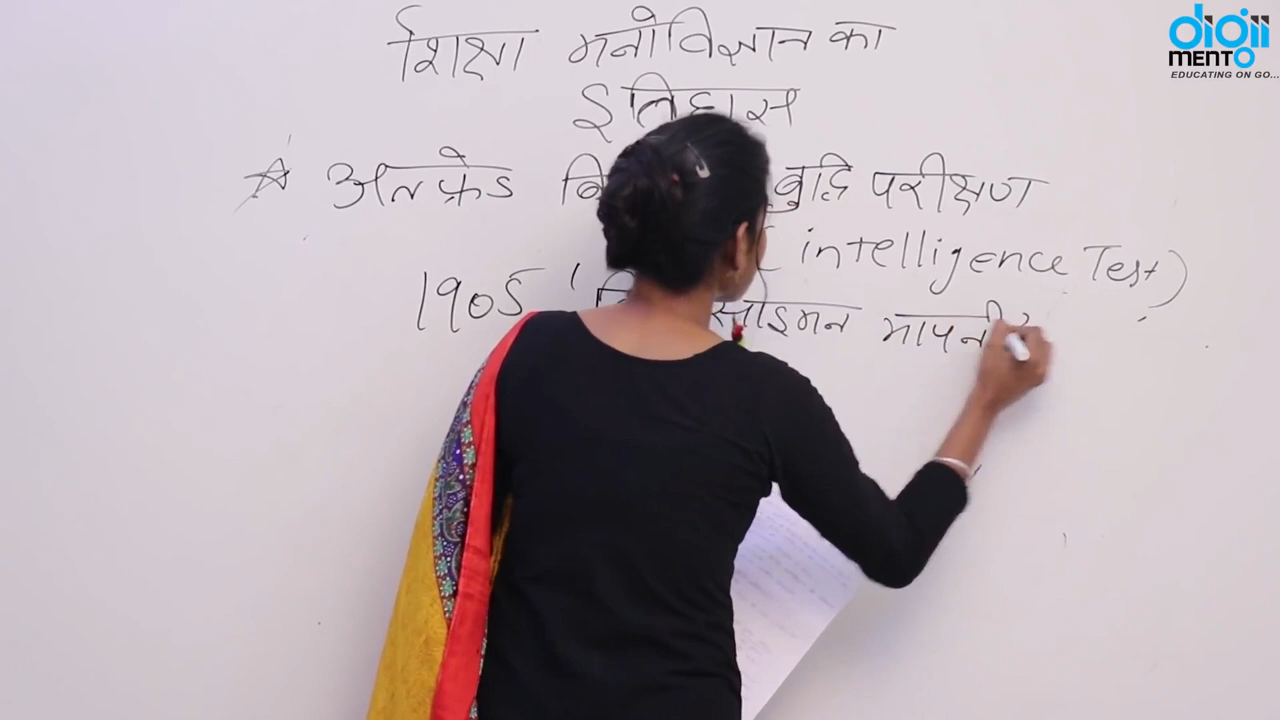 शिक्षा मनोविज्ञान का
इतिहास
अल्फ्रेड बुद्धि परीक्षण
( intelligence Test)
1905 ' साइमन मापनी
digii
MENTO
EDUCATING ON GO...